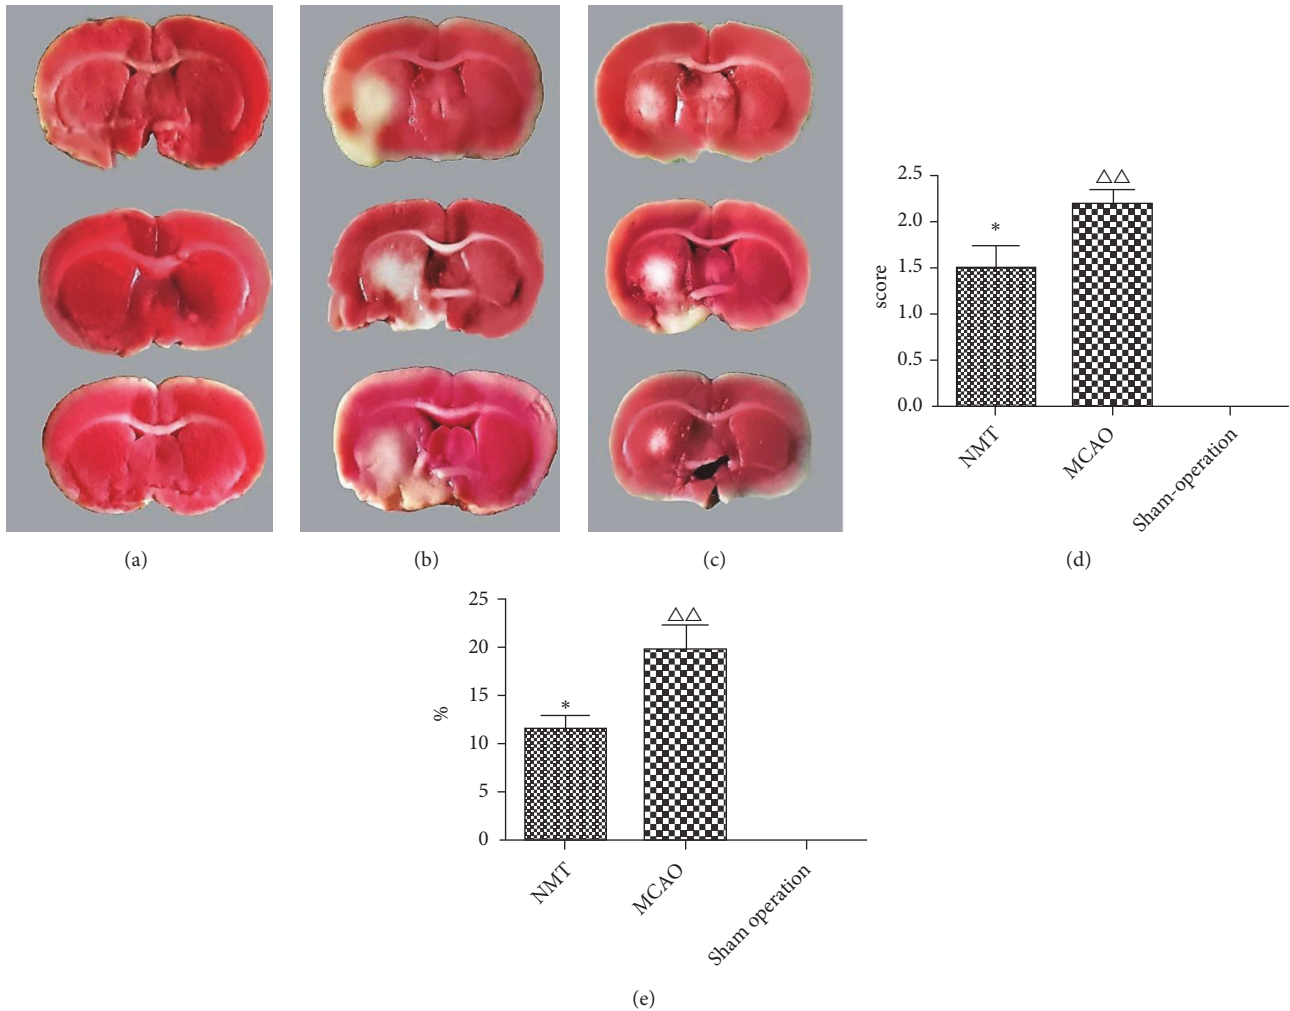 (a)
(b)
(c)
2.5
2.0
1.5
1.0
0.5
0.0
score
*
△△
NMT
MCAO
Sham-operation
(d)
25
20
15
10
5
0
%
*
△△
NMT
MCAO
Sham operation
(e)